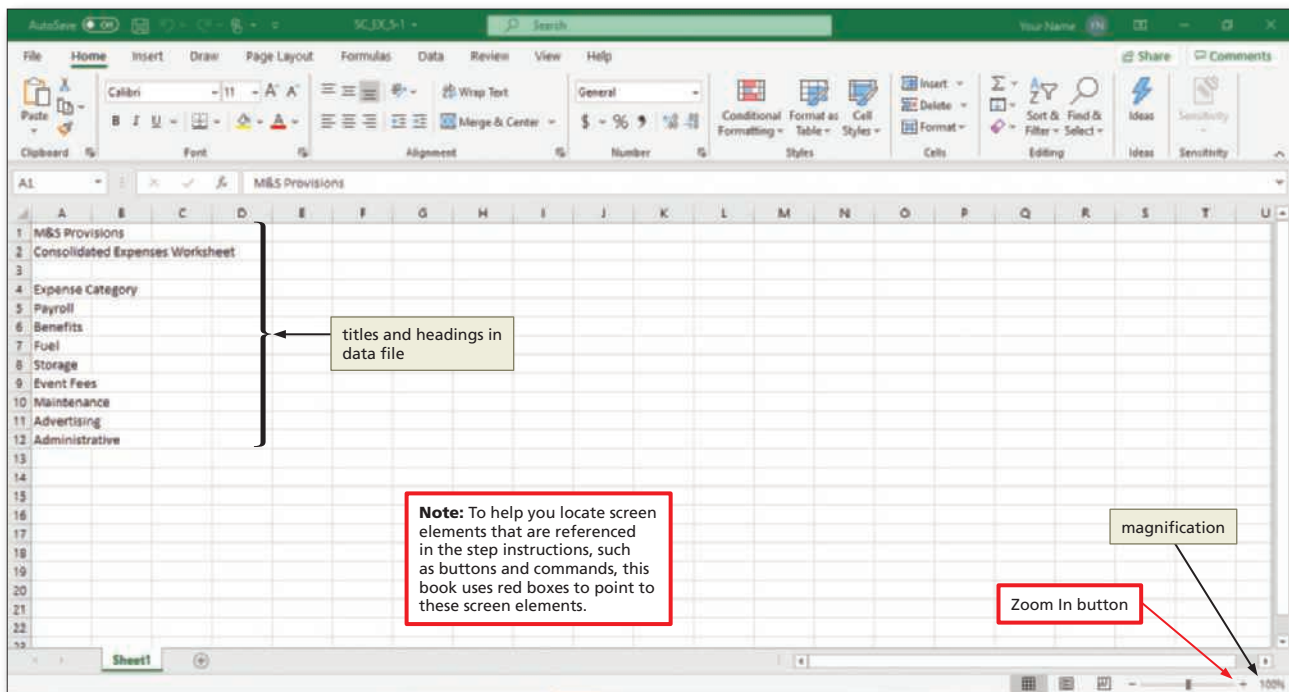 AutoSave Off SC_EX_5-1 Search Your Name YN
File Home Insert Draw Page Layout Formulas Data Review View Help Share Comments
Calibri 11 A A Wrap Text General Insert
Paste B I U A Merge & Center $ % 9 Conditional Formatting Format as Table Cell Styles Delete Format Sort & Filter Find & Select Ideas Sensitivity
Clipboard Font Alignment Number Styles Cells Editing Ideas Sensitivity
A1 fx M&S Provisions
A B C D E F G H I J K L M N O P Q R S T U
1 M&S Provisions
2 Consolidated Expenses Worksheet
3
4 Expense Category
5 Payroll
6 Benefits
7 Fuel
8 Storage
9 Event Fees
10 Maintenance
11 Advertising
12 Administrative
titles and headings in
data file
13
14
15
16
17
18
19
20
21
22
23
Note: To help you locate screen
elements that are referenced
in the step instructions, such
as buttons and commands, this
book uses red boxes to point to
these screen elements.
magnification
Zoom In button
Sheet1
100%